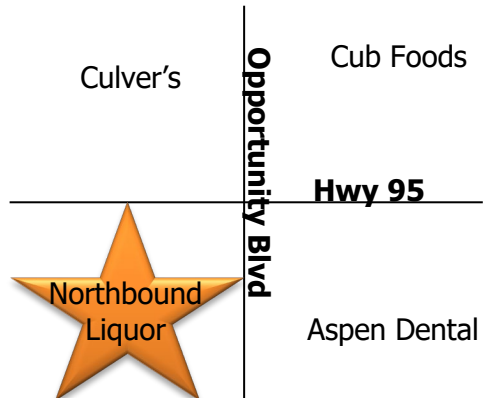 Culver's
Cub Foods
Opportunity Blvd
Hwy 95
Northbound
Liquor
Aspen Dental